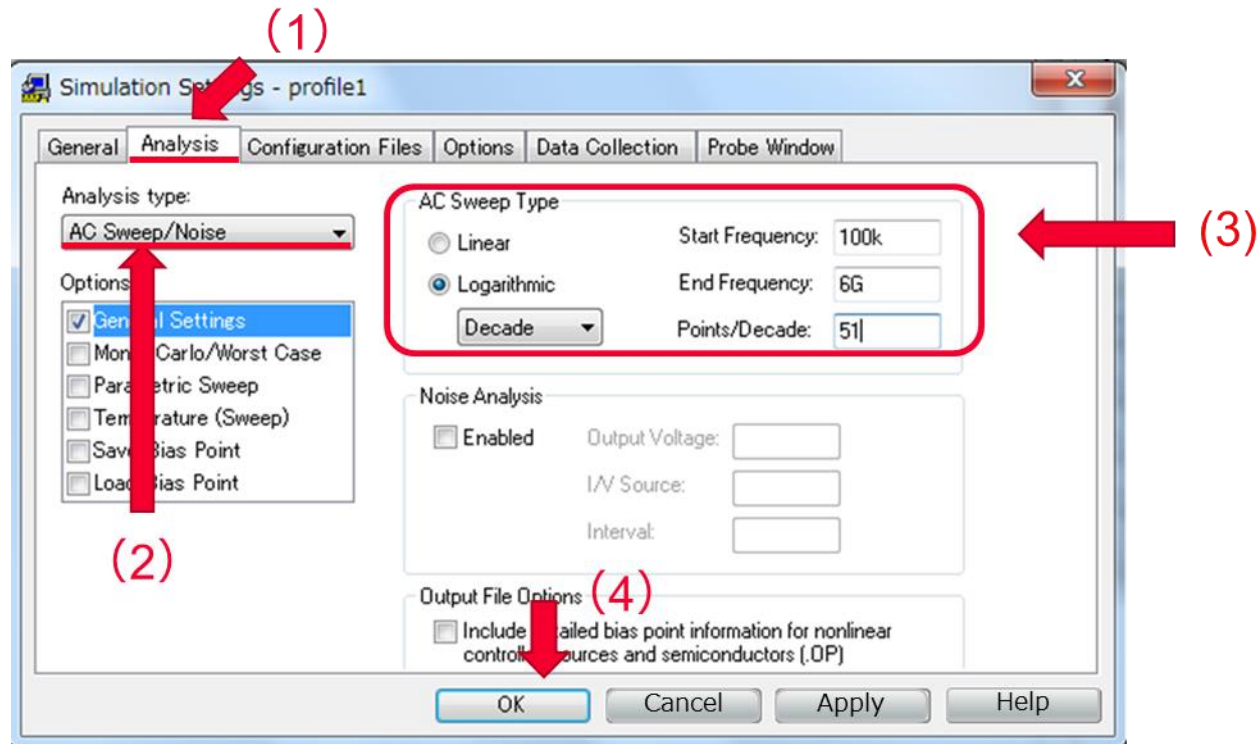 (1)
Simulation Settings - profile1
General Analysis Configuration Files Options Data Collection Probe Window
Analysis type:
AC Sweep/Noise
Options
General Settings
Monte Carlo/Worst Case
Parametric Sweep
Temperature (Sweep)
Save Bias Point
Load Bias Point
(2)
AC Sweep Type
Linear
Logarithmic
Decade
Start Frequency: 100k
End Frequency: 6G
Points/Decade: 51
(3)
Noise Analysis
Enabled
Output Voltage:
I/V Source:
Interval:
Output File Options
(4)
Include detailed bias point information for nonlinear
controlled sources and semiconductors (.OP)
OK Cancel Apply Help